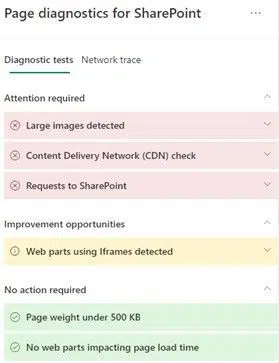 Page diagnostics for SharePoint
Diagnostic tests Network trace
Attention required
Large images detected
Content Delivery Network (CDN) check
Requests to SharePoint
Improvement opportunities
Web parts using Iframes detected
No action required
Page weight under 500 KB
No web parts impacting page load time